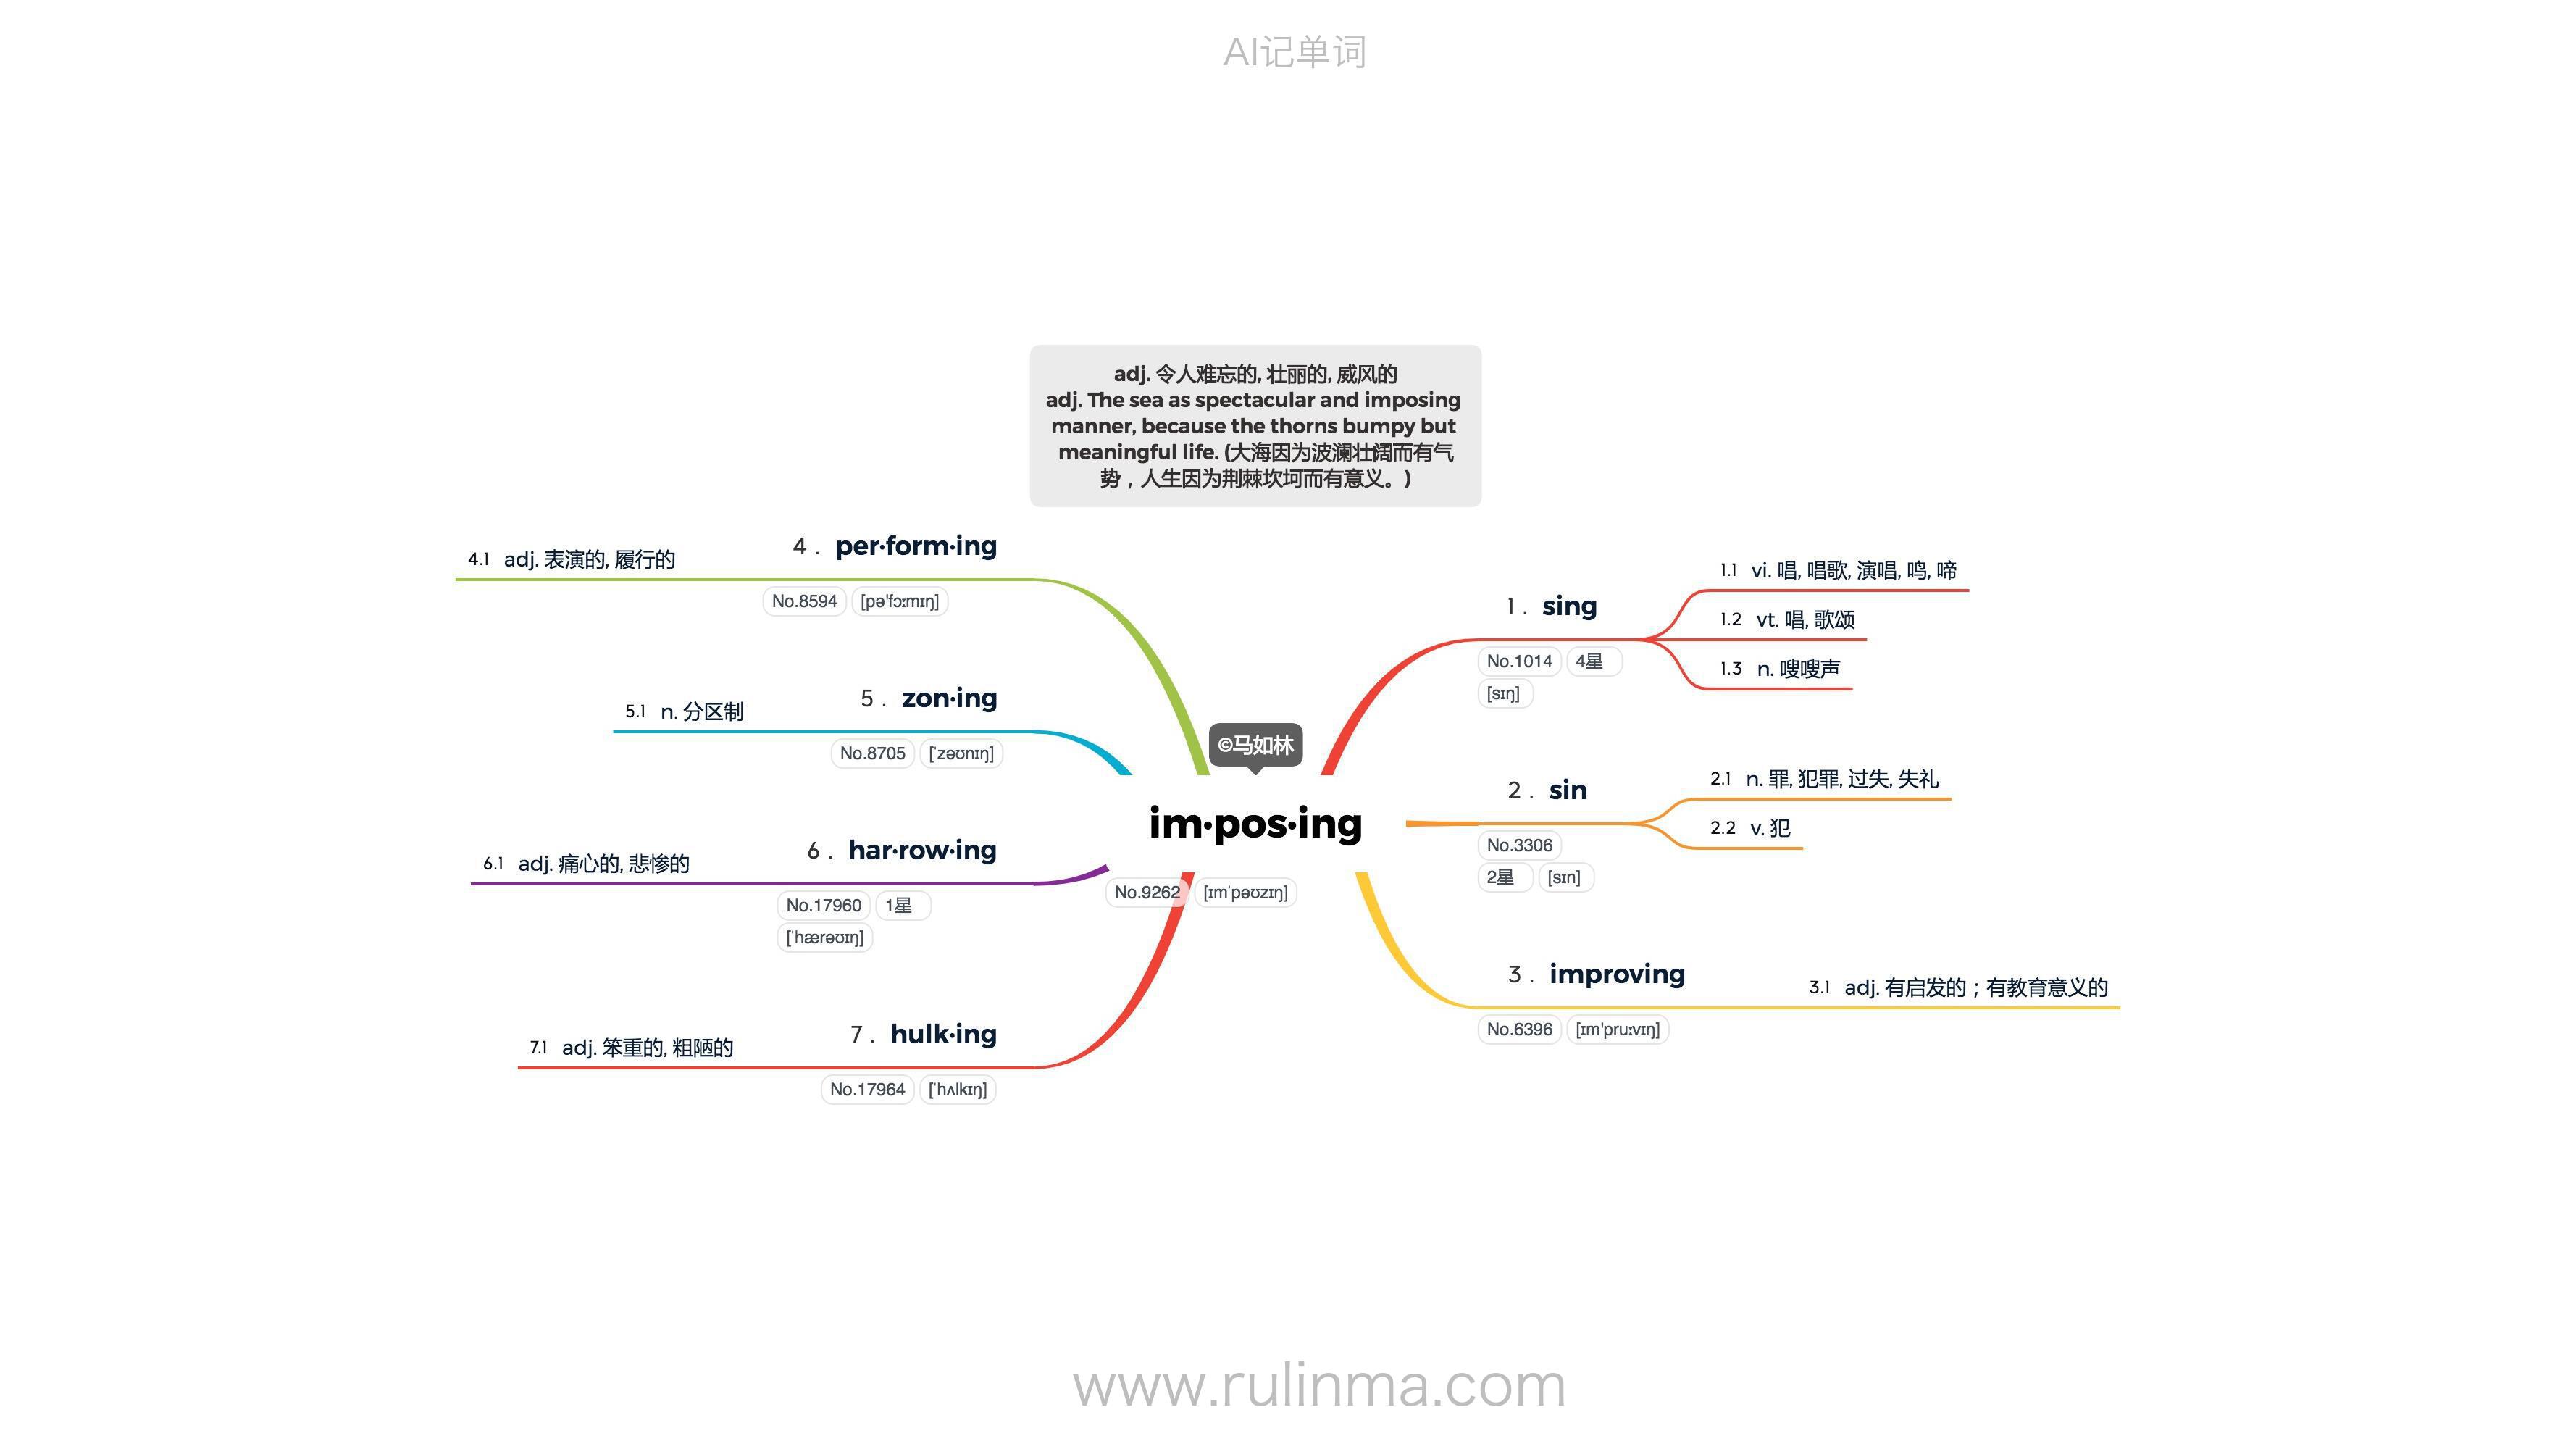 AI记单词
adj. 令人难忘的, 壮丽的, 威风的
adj. The sea as spectacular and imposing
manner, because the thorns bumpy but
meaningful life. (大海因为波澜壮阔而有气
势，人生因为荆棘坎坷而有意义。)
©马如林
im·pos·ing
No.9262 [ɪmˈpəʊzɪŋ]
1 . sing
No.1014 4星
[sɪŋ]
1.1 vi. 唱, 唱歌, 演唱, 鸣, 啼
1.2 vt. 唱, 歌颂
1.3 n. 嗖嗖声
2 . sin
No.3306
2星 [sɪn]
2.1 n. 罪, 犯罪, 过失, 失礼
2.2 v. 犯
3 . improving
No.6396 [ɪm'pruːvɪŋ]
3.1 adj. 有启发的；有教育意义的
4 . per·form·ing
No.8594 [pə'fɔːmɪŋ]
4.1 adj. 表演的, 履行的
5 . zon·ing
No.8705 [ˈzəʊnɪŋ]
5.1 n. 分区制
6 . har·row·ing
No.17960 1星
[ˈhærəʊɪŋ]
6.1 adj. 痛心的, 悲惨的
7 . hulk·ing
No.17964 [ˈhʌlkɪŋ]
7.1 adj. 笨重的, 粗陋的
www.rulinma.com